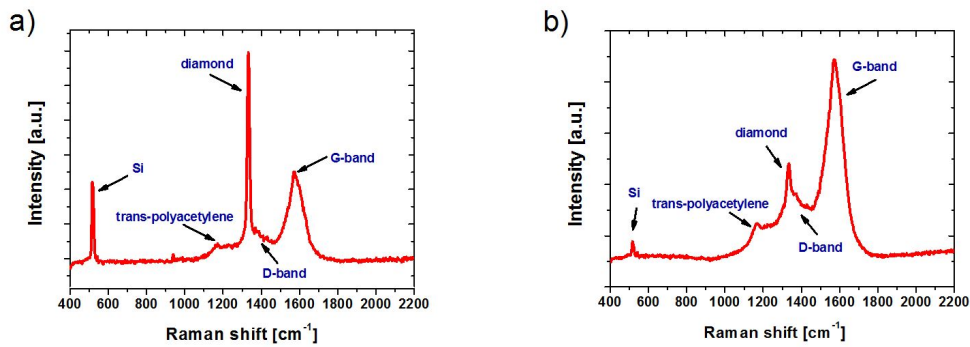 a)
diamond
Si
G-band
trans-polyacetylene
D-band
Intensity [a.u.]
400 600 800 1000 1200 1400 1600 1800 2000 2200
Raman shift [cm⁻¹]
b)
G-band
diamond
Si
trans-polyacetylene
D-band
Intensity [a.u.]
400 600 800 1000 1200 1400 1600 1800 2000 2200
Raman shift [cm⁻¹]